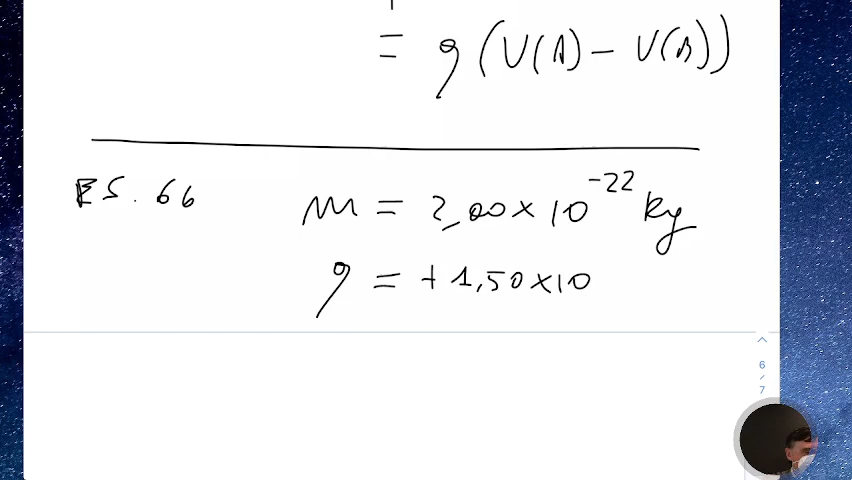 = q (V(A) - V(B))
ES. 66
m = 2,00 × 10^-22 kg
q = + 1,50 × 10
6
/
7